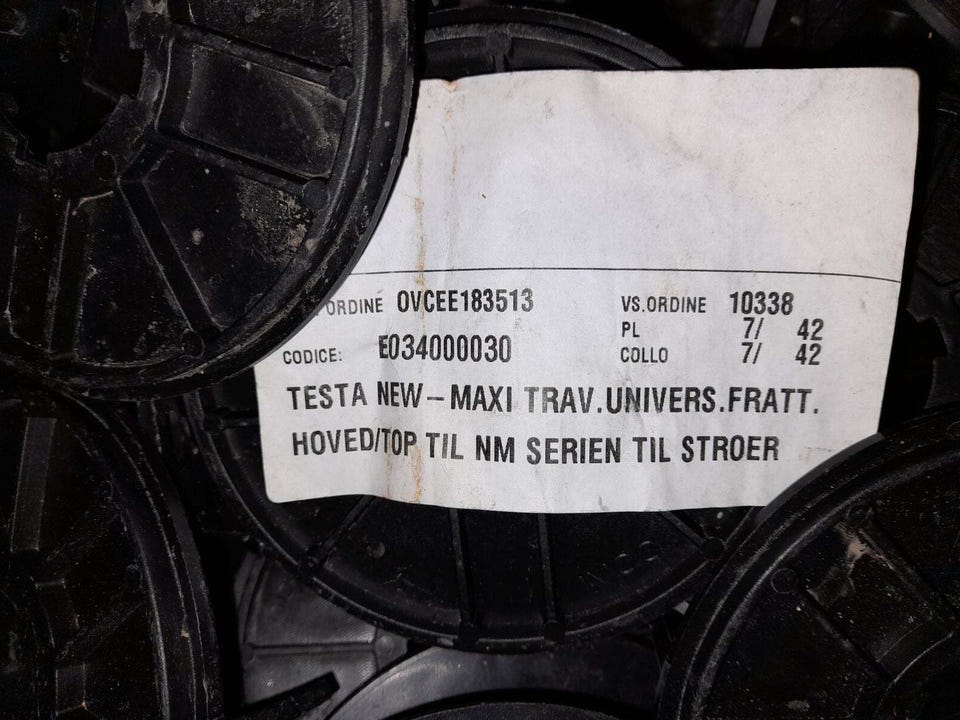 ORDINE OVCEE183513 VS.ORDINE 10338
PL 7/ 42
CODICE: E034000030 COLLO 7/ 42
TESTA NEW-MAXI TRAV.UNIVERS.FRATT.
HOVED/TOP TIL NM SERIEN TIL STROER